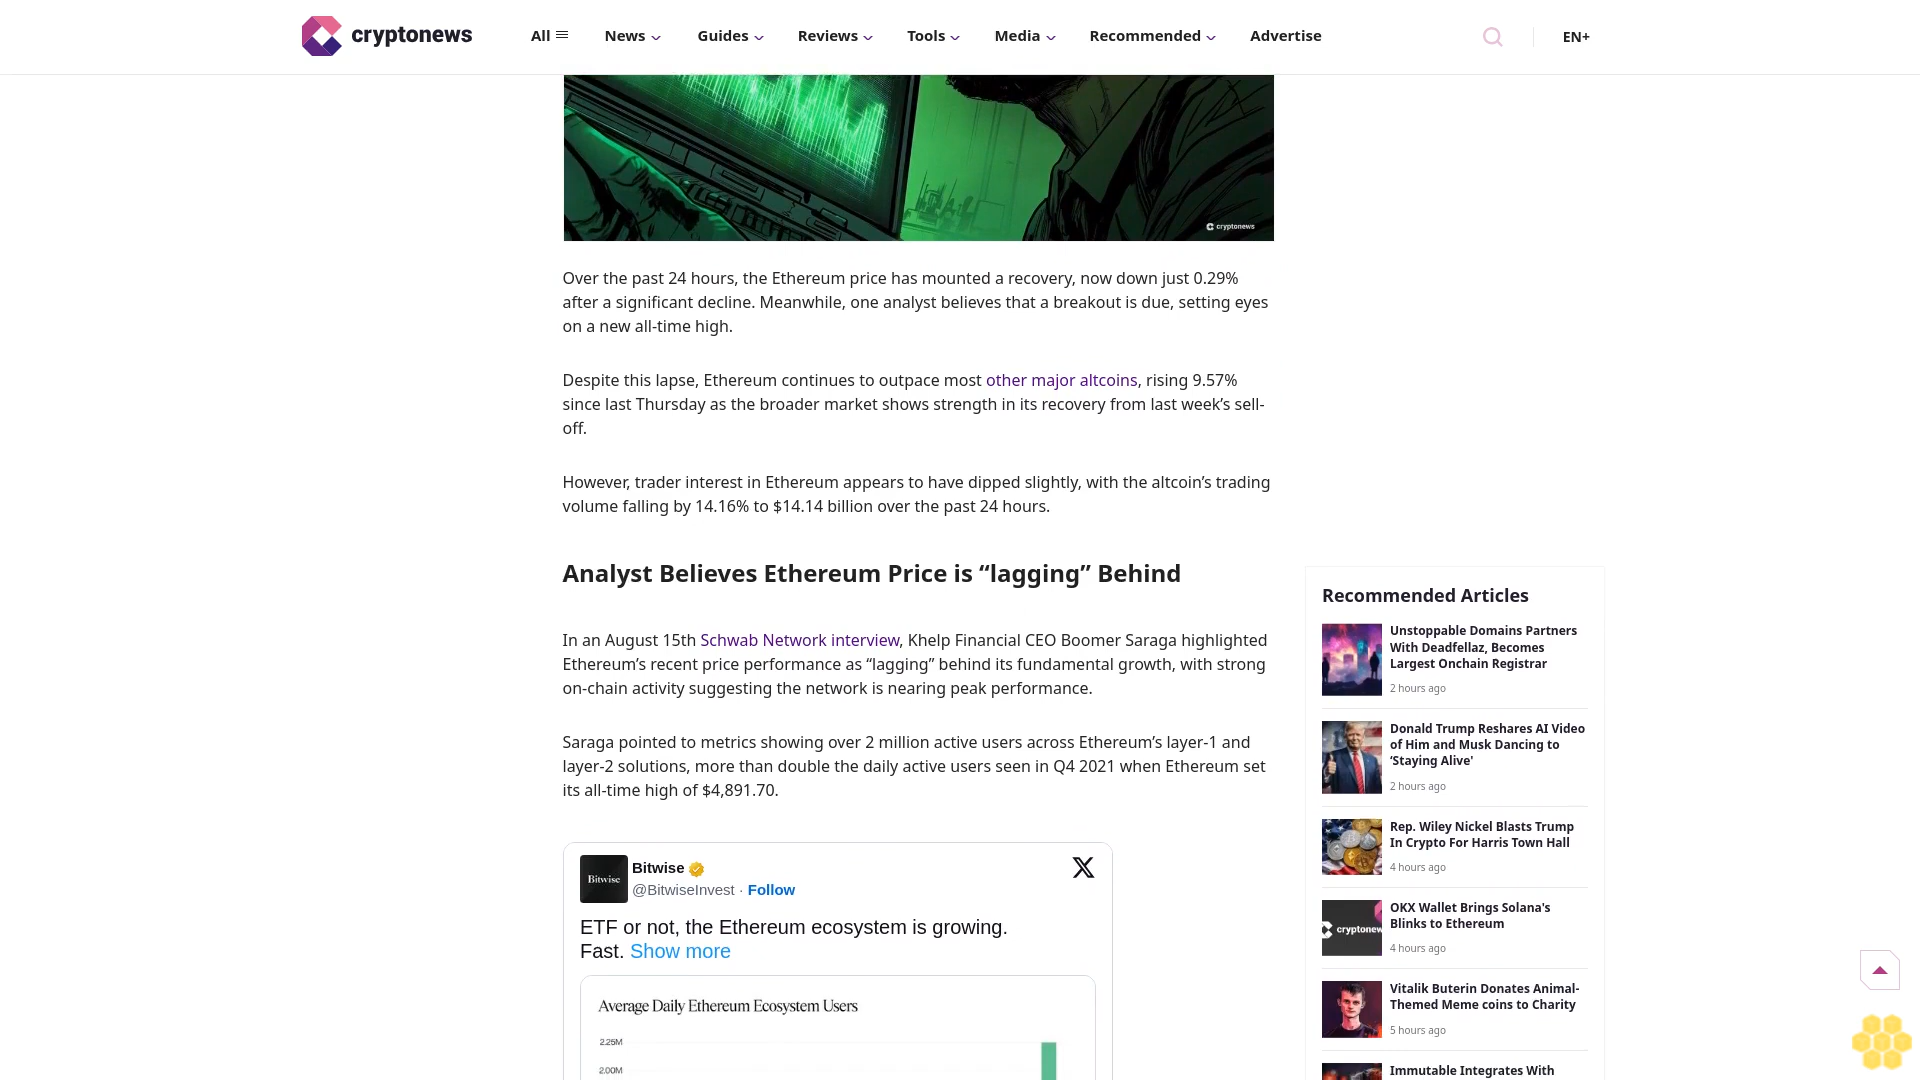 cryptonews
All
News
Guides
Reviews
Tools
Media
Recommended
Advertise
EN+
cryptonews
Over the past 24 hours, the Ethereum price has mounted a recovery, now down just 0.29%
after a significant decline. Meanwhile, one analyst believes that a breakout is due, setting eyes
on a new all-time high.
Despite this lapse, Ethereum continues to outpace most other major altcoins, rising 9.57%
since last Thursday as the broader market shows strength in its recovery from last week’s sell-
off.
However, trader interest in Ethereum appears to have dipped slightly, with the altcoin’s trading
volume falling by 14.16% to $14.14 billion over the past 24 hours.
Analyst Believes Ethereum Price is “lagging” Behind
In an August 15th Schwab Network interview, Khelp Financial CEO Boomer Saraga highlighted
Ethereum’s recent price performance as “lagging” behind its fundamental growth, with strong
on-chain activity suggesting the network is nearing peak performance.
Saraga pointed to metrics showing over 2 million active users across Ethereum’s layer-1 and
layer-2 solutions, more than double the daily active users seen in Q4 2021 when Ethereum set
its all-time high of $4,891.70.
Bitwise
Bitwise
@BitwiseInvest · Follow
ETF or not, the Ethereum ecosystem is growing.
Fast. Show more
Average Daily Ethereum Ecosystem Users
2.25M
2.00M
Recommended Articles
Unstoppable Domains Partners
With Deadfellaz, Becomes
Largest Onchain Registrar
2 hours ago
Donald Trump Reshares AI Video
of Him and Musk Dancing to
‘Staying Alive'
2 hours ago
Rep. Wiley Nickel Blasts Trump
In Crypto For Harris Town Hall
4 hours ago
cryptonew
OKX Wallet Brings Solana's
Blinks to Ethereum
4 hours ago
Vitalik Buterin Donates Animal-
Themed Meme coins to Charity
5 hours ago
Immutable Integrates With